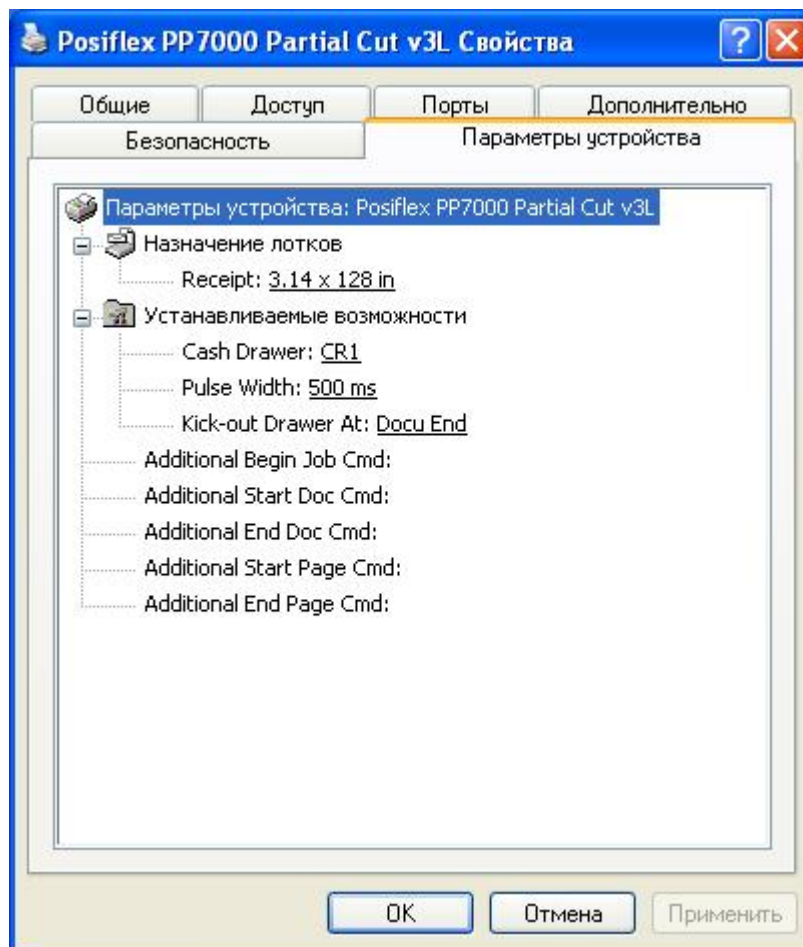 Posiflex PP7000 Partial Cut v3L Свойства
Общие Доступ Порты Дополнительно
Безопасность Параметры устройства
Параметры устройства: Posiflex PP7000 Partial Cut v3L
Назначение лотков
Receipt: 3.14 x 128 in
Устанавливаемые возможности
Cash Drawer: CR1
Pulse Width: 500 ms
Kick-out Drawer At: Docu End
Additional Begin Job Cmd:
Additional Start Doc Cmd:
Additional End Doc Cmd:
Additional Start Page Cmd:
Additional End Page Cmd:
OK Отмена Применить